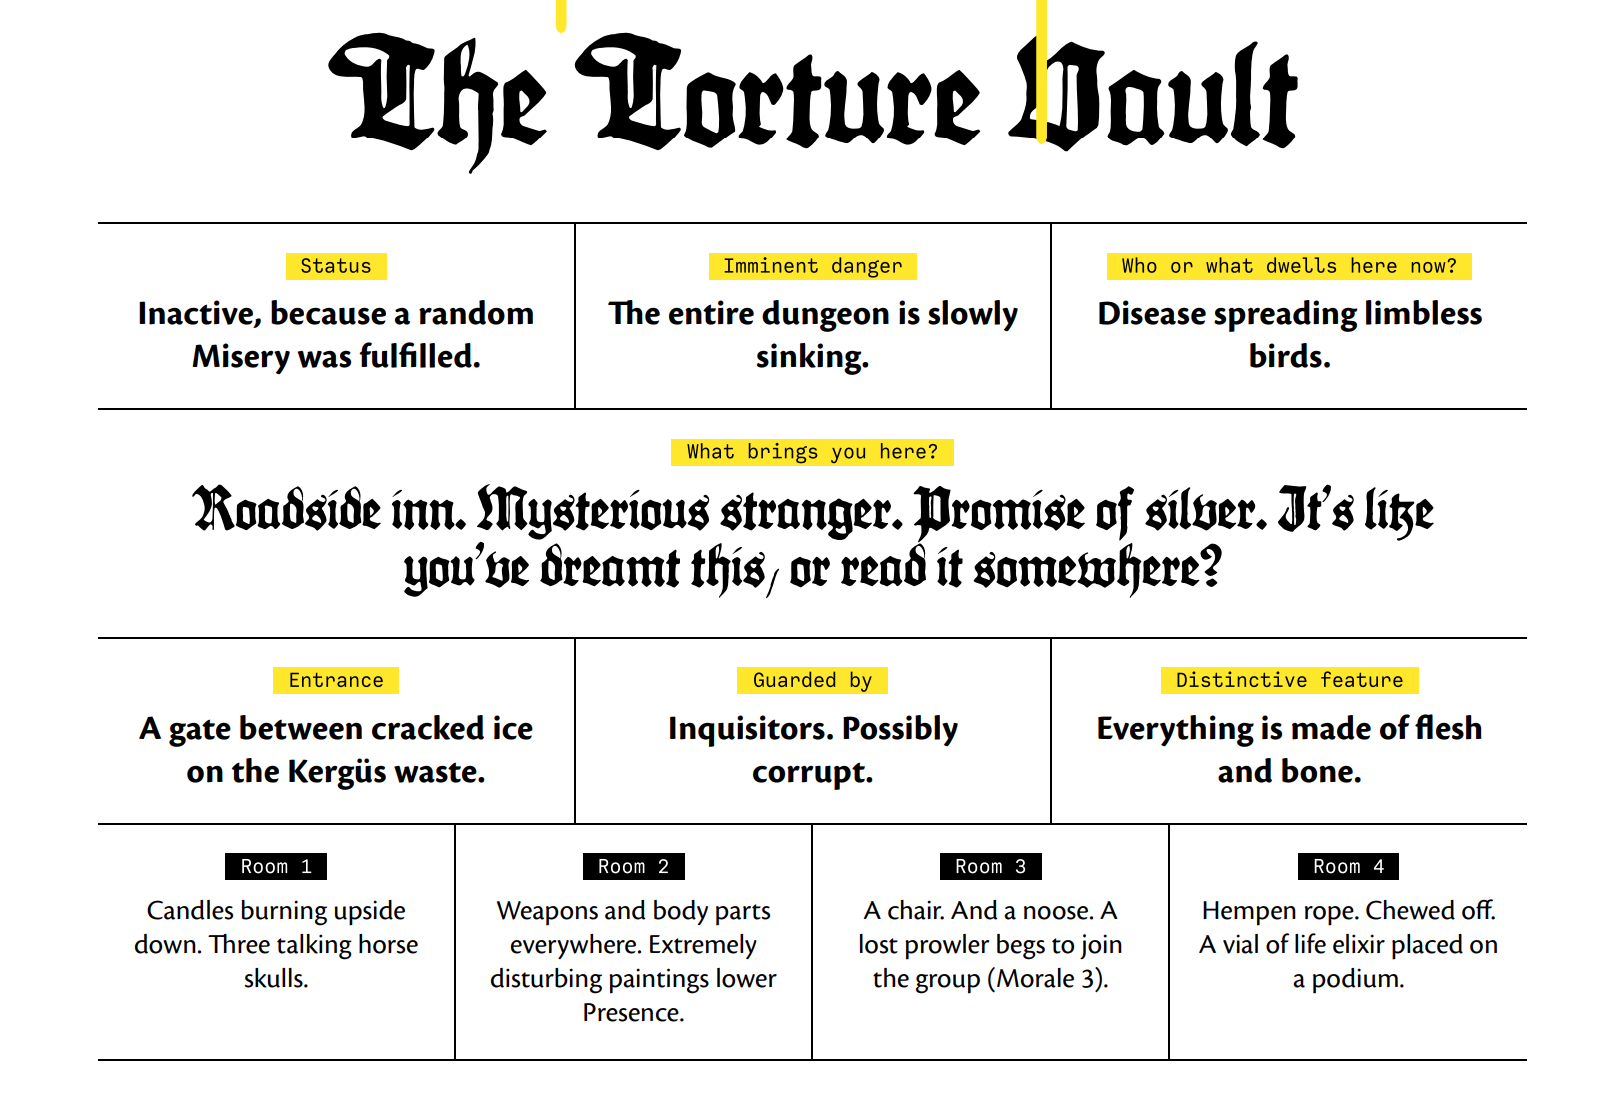 The Torture Vault
Status
Inactive, because a random
Misery was fulfilled.
Imminent danger
The entire dungeon is slowly
sinking.
Who or what dwells here now?
Disease spreading limbless
birds.
What brings you here?
Roadside inn. Mysterious stranger. Promise of silver. It's like
you've dreamt this, or read it somewhere?
Entrance
A gate between cracked ice
on the Kergüs waste.
Guarded by
Inquisitors. Possibly
corrupt.
Distinctive feature
Everything is made of flesh
and bone.
Room 1
Candles burning upside
down. Three talking horse
skulls.
Room 2
Weapons and body parts
everywhere. Extremely
disturbing paintings lower
Presence.
Room 3
A chair. And a noose. A
lost prowler begs to join
the group (Morale 3).
Room 4
Hempen rope. Chewed off.
A vial of life elixir placed on
a podium.